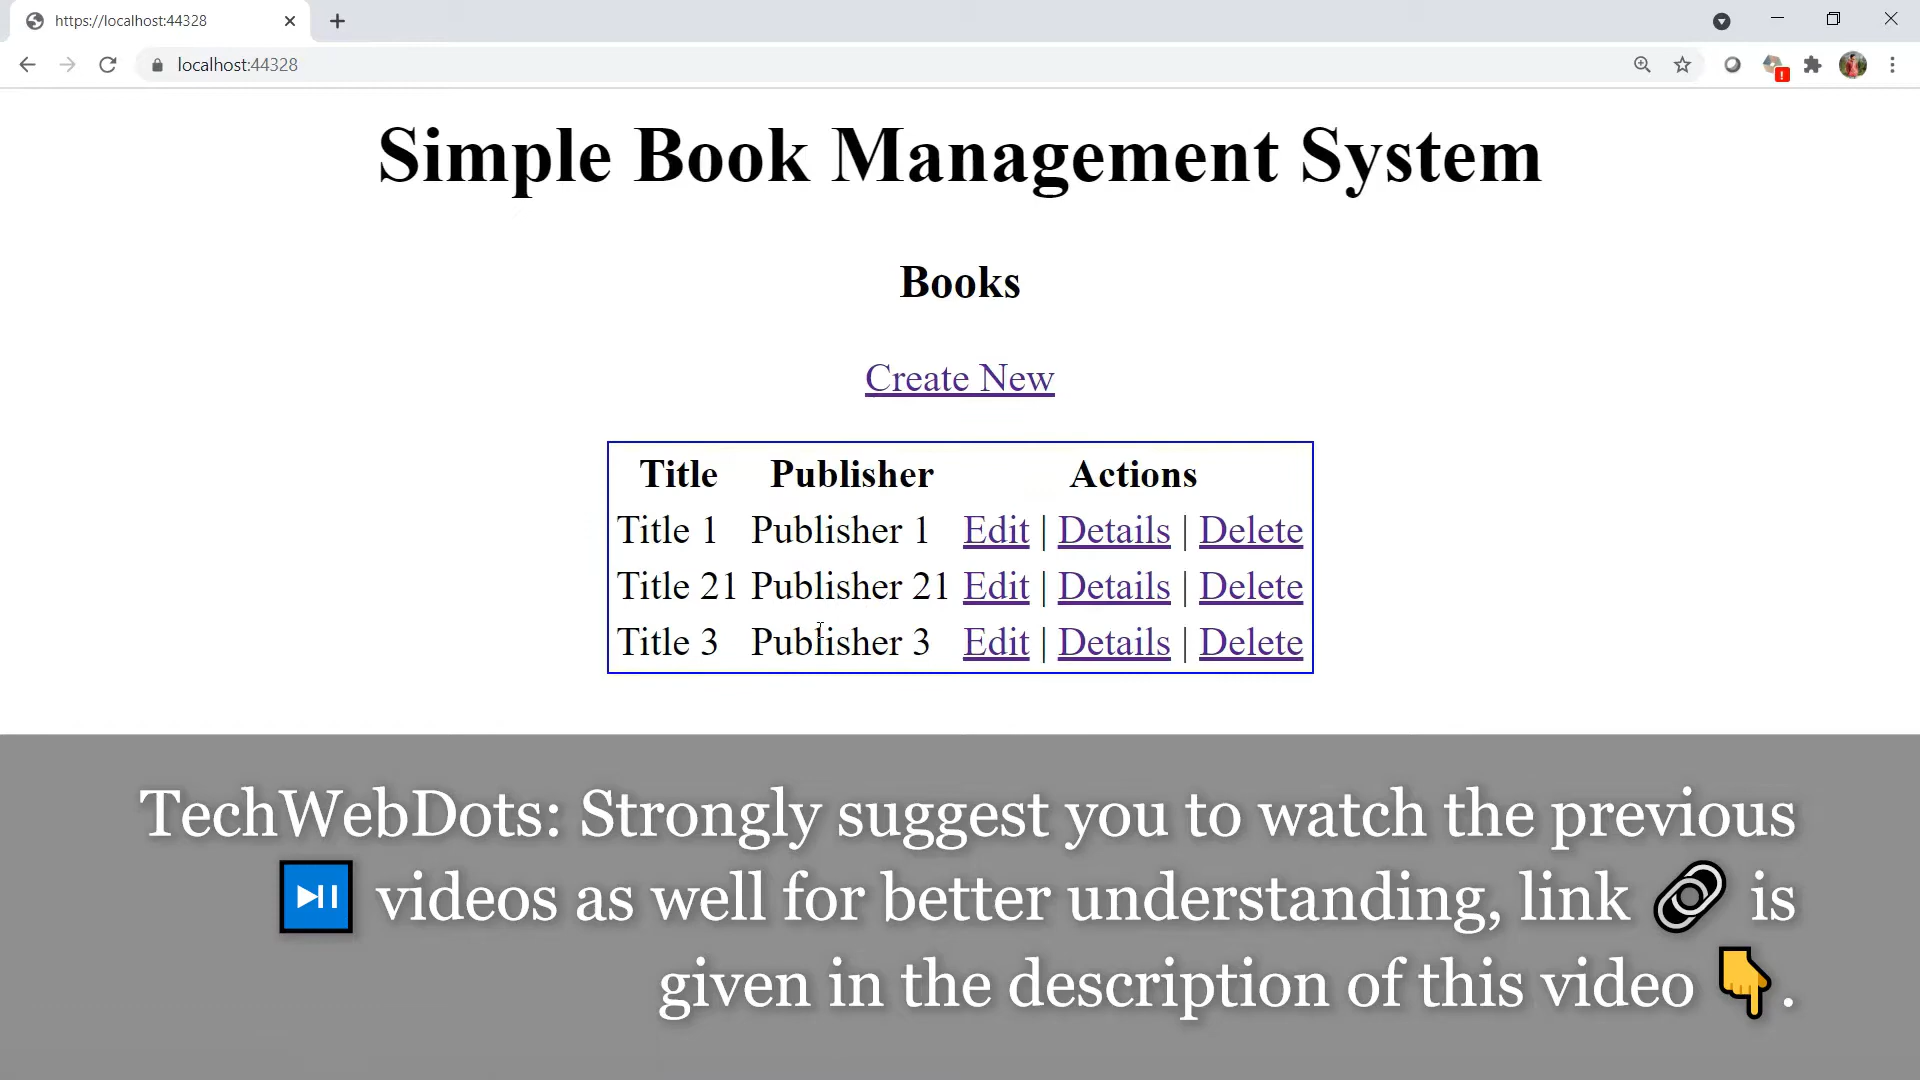 https://localhost:44328
localhost:44328
Simple Book Management System
Books
Create New
Title Publisher Actions
Title 1 Publisher 1 Edit | Details | Delete
Title 21 Publisher 21 Edit | Details | Delete
Title 3 Publisher 3 Edit | Details | Delete
TechWebDots: Strongly suggest you to watch the previous
⏯ videos as well for better understanding, link 🔗 is
given in the description of this video 👇.